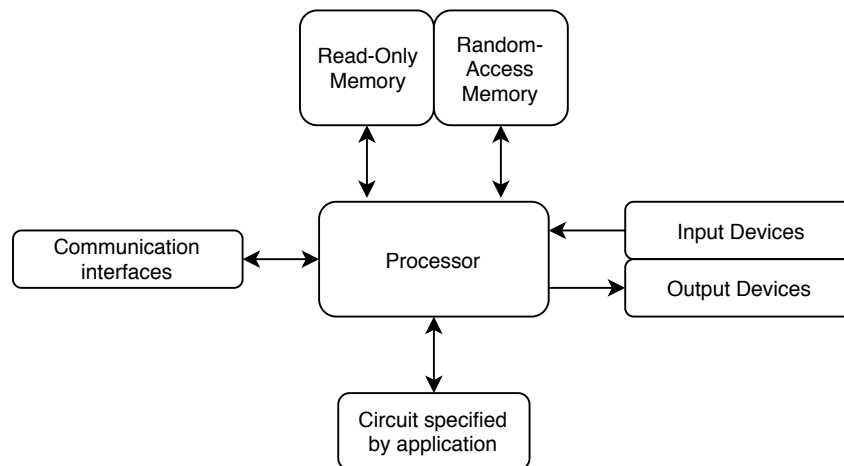 Read-Only
Memory
Random-
Access
Memory
Communication
interfaces
Processor
Input Devices
Output Devices
Circuit specified
by application